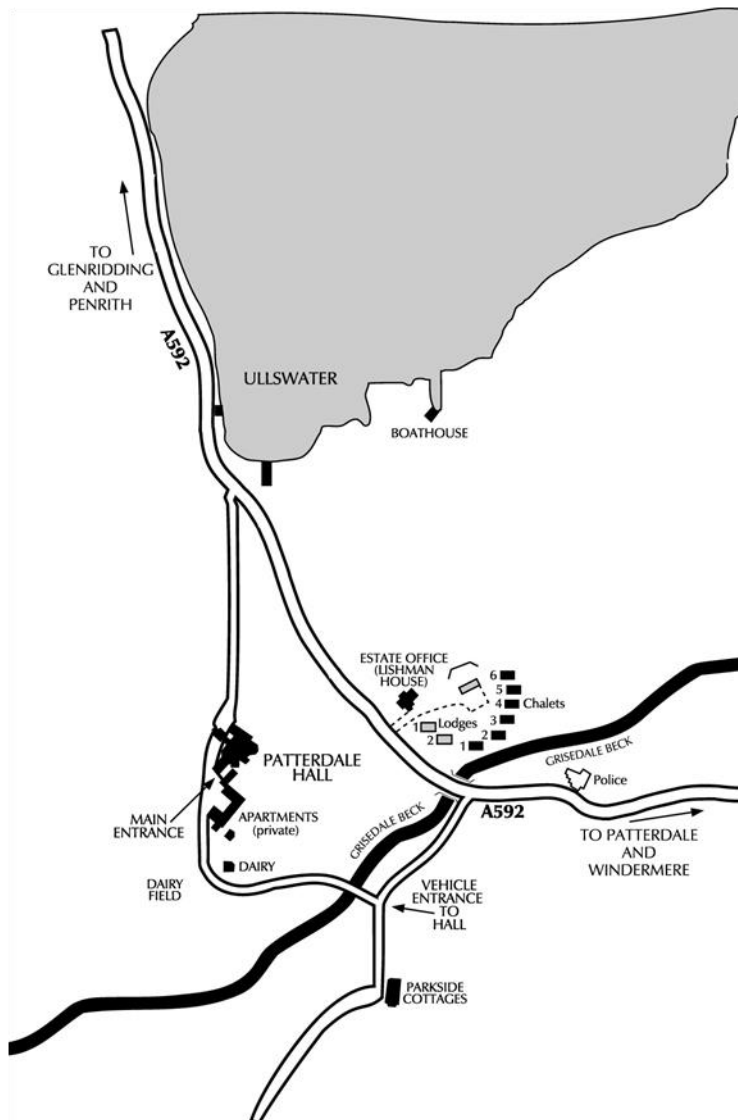 TO
GLENRIDDING
AND
PENRITH
A592
ULLSWATER
BOATHOUSE
ESTATE OFFICE
(LISHMAN
HOUSE)
6
5
4 Chalets
3
2
1
1 Lodges
2
GRISEDALE BECK
PATTERDALE
HALL
Police
MAIN
ENTRANCE
APARTMENTS
(private)
GRISEDALE BECK
A592
TO PATTERDALE
AND
WINDERMERE
DAIRY
DAIRY
FIELD
VEHICLE
ENTRANCE
TO
HALL
PARKSIDE
COTTAGES